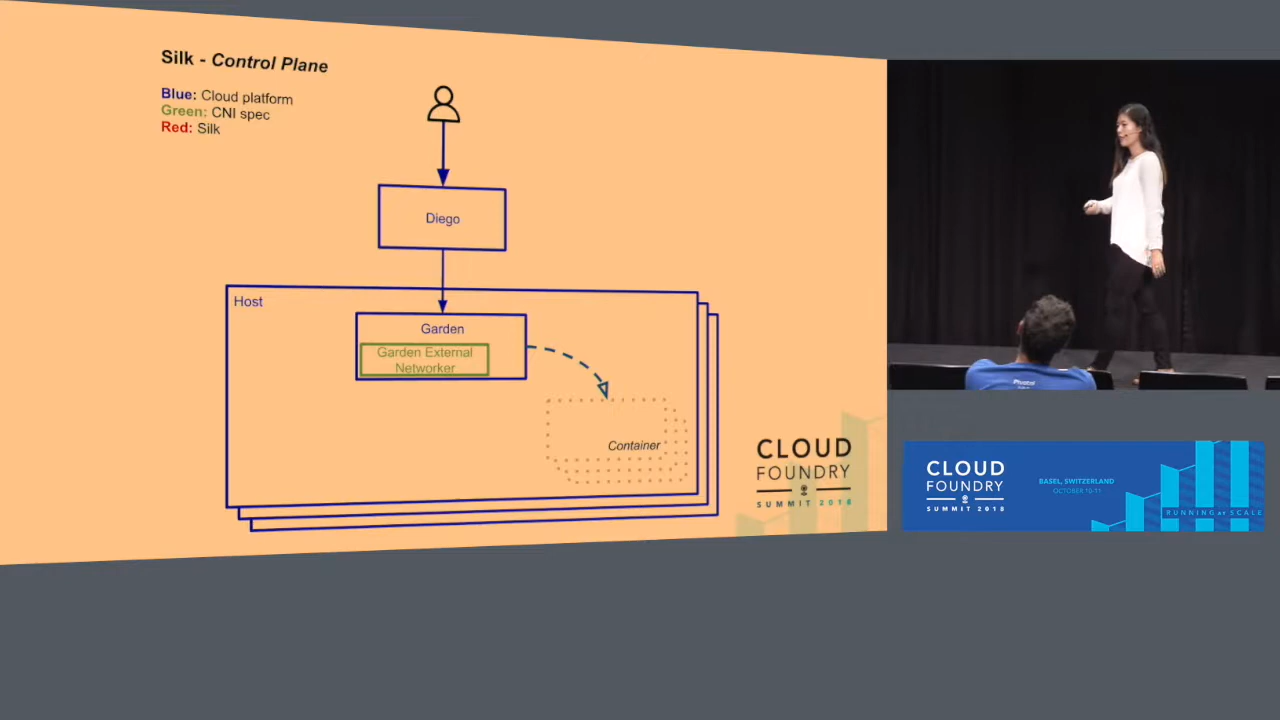 Silk - Control Plane
Blue: Cloud platform
Green: CNI spec
Red: Silk
Diego
Host
Garden
Garden External
Networker
Container
CLOUD
FOUNDRY
SUMMIT 2018
Pivotal
CLOUD
FOUNDRY
SUMMIT 2018
BASEL, SWITZERLAND
OCTOBER 10-11
RUNNING AT SCALE